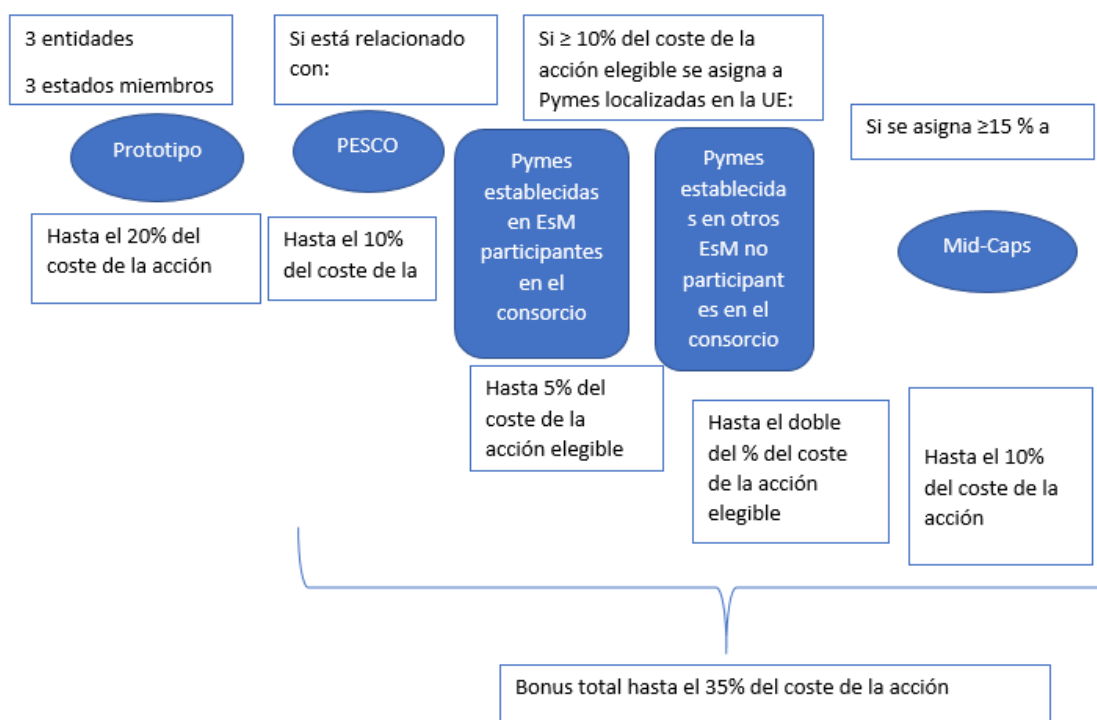 3 entidades
3 estados miembros
Prototipo
Hasta el 20% del
coste de la acción
Si está relacionado
con:
PESCO
Hasta el 10%
del coste de la
Si ≥ 10% del coste de la
acción elegible se asigna a
Pymes localizadas en la UE:
Pymes
establecidas
en EsM
participantes
en el
consorcio
Hasta 5% del
coste de la
acción elegible
Pymes
establecida
s en otros
EsM no
participant
es en el
consorcio
Hasta el doble
del % del coste
de la acción
elegible
Si se asigna ≥15 % a
Mid-Caps
Hasta el 10%
del coste de la
acción
Bonus total hasta el 35% del coste de la acción